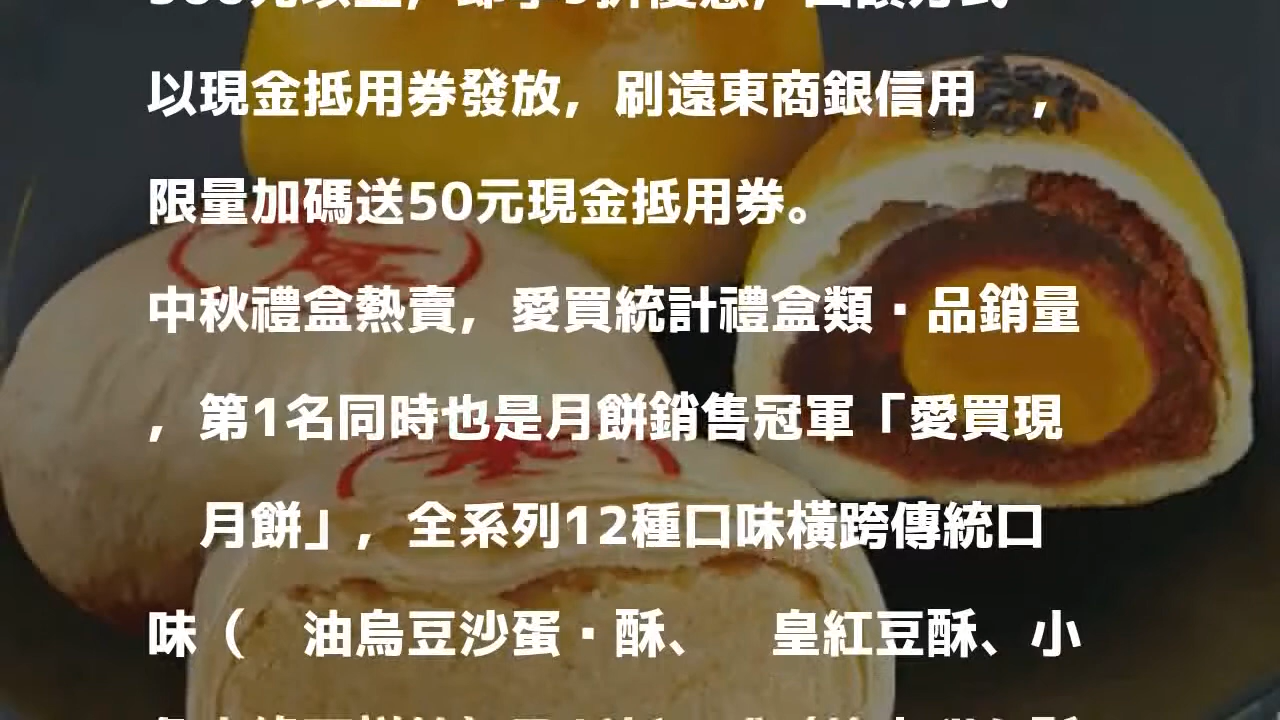 以現金抵用券發放，刷遠東商銀信用　，
限量加碼送50元現金抵用券。
中秋禮盒熱賣，愛買統計禮盒類·品銷量
，第1名同時也是月餅銷售冠軍「愛買現
月餅」，全系列12種口味橫跨傳統口
味（　油烏豆沙蛋·酥、　皇紅豆酥、小